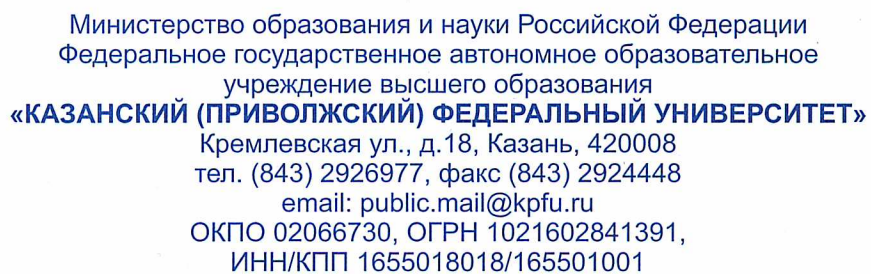 Министерство образования и науки Российской Федерации
Федеральное государственное автономное образовательное
учреждение высшего образования
«КАЗАНСКИЙ (ПРИВОЛЖСКИЙ) ФЕДЕРАЛЬНЫЙ УНИВЕРСИТЕТ»
Кремлевская ул., д.18, Казань, 420008
тел. (843) 2926977, факс (843) 2924448
email: public.mail@kpfu.ru
ОКПО 02066730, ОГРН 1021602841391,
ИНН/КПП 1655018018/165501001